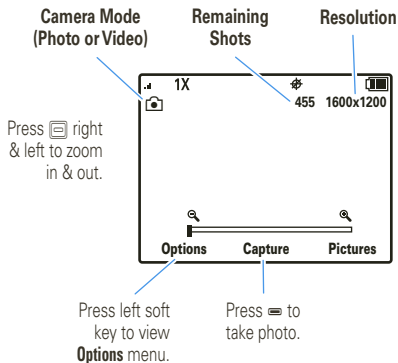 Camera Mode
(Photo or Video)
Remaining
Shots
Resolution
1X
455 1600x1200
Press right
& left to zoom
in & out.
Options Capture Pictures
Press left soft
key to view
Options menu.
Press to
take photo.